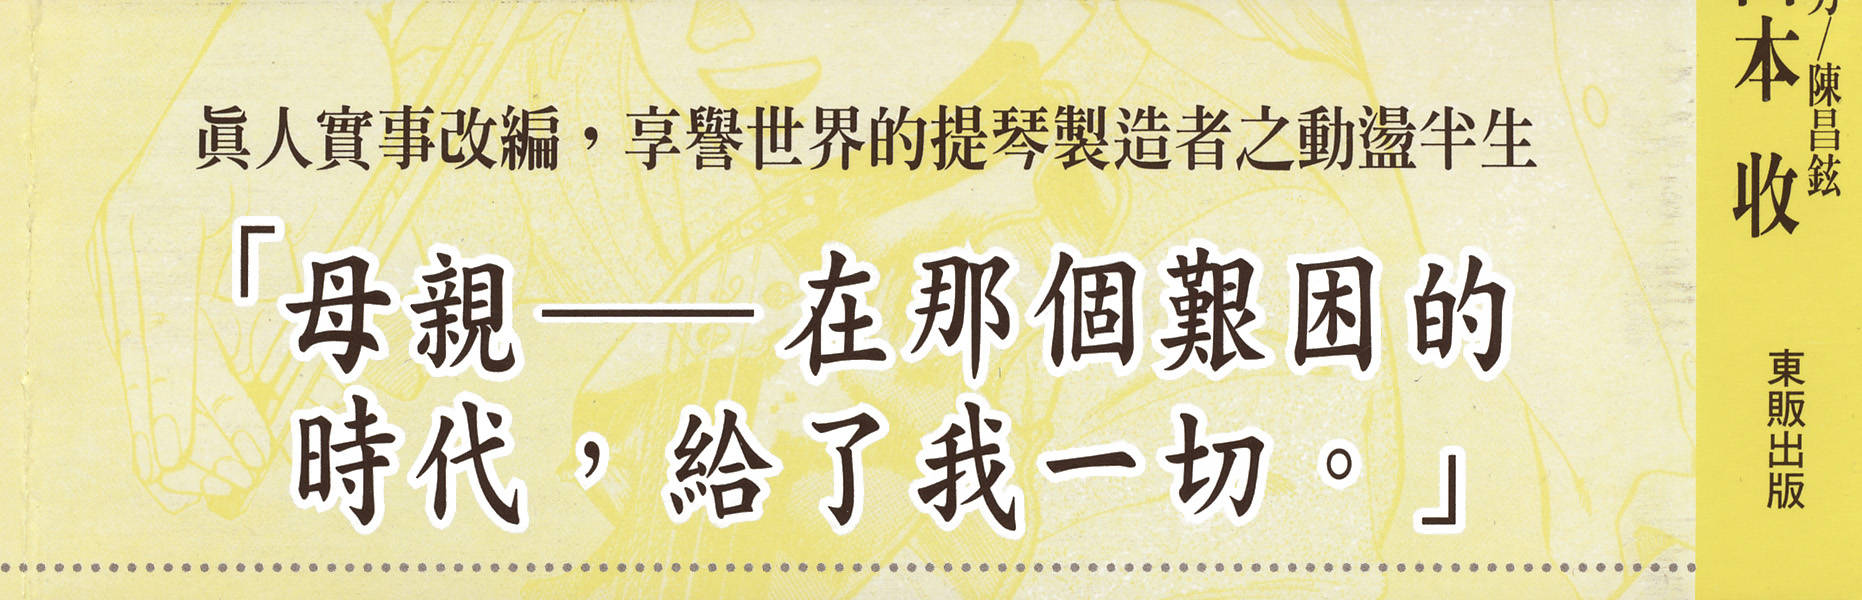 眞人實事改編，享譽世界的提琴製造者之動盪半生
「母親——在那個艱困的
時代，給了我一切。」
力／陳昌鉉
本 收
東販出版